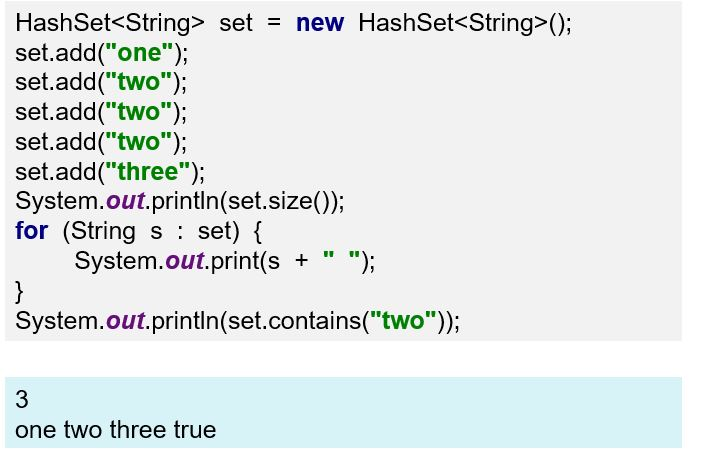 HashSet<String> set = new HashSet<String>();
set.add("one");
set.add("two");
set.add("two");
set.add("two");
set.add("three");
System.out.println(set.size());
for (String s : set) {
System.out.print(s + " ");
}
System.out.println(set.contains("two"));
3
one two three true